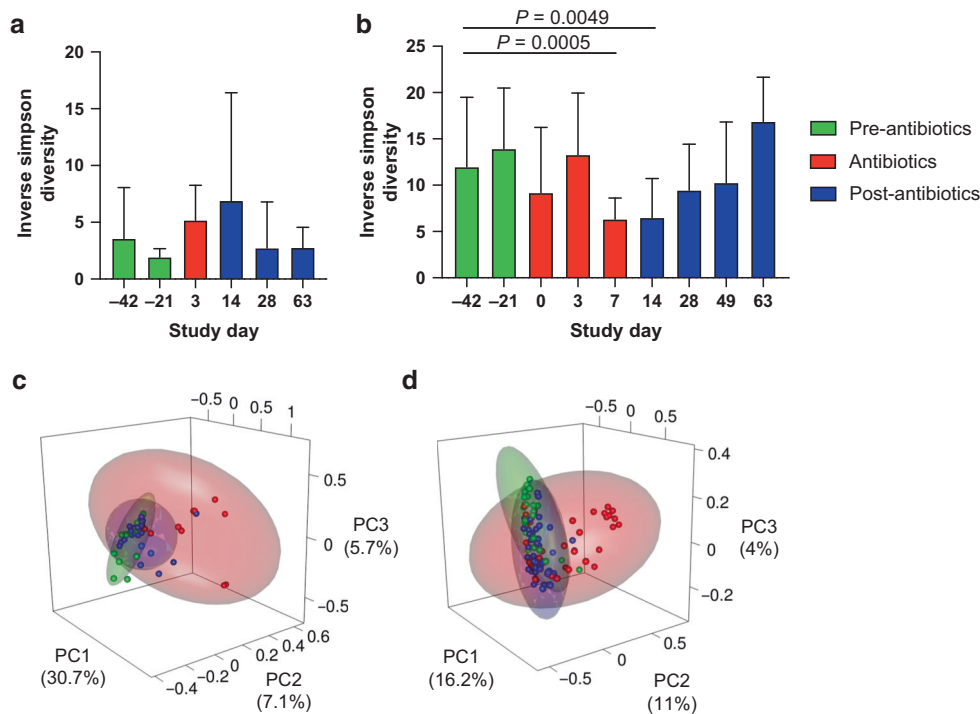 a
Inverse simpson
diversity
20
15
10
5
0
–42 –21 3 14 28 63
Study day
b
P = 0.0049
P = 0.0005
Inverse simpson
diversity
25
20
15
10
5
0
–42 –21 0 3 7 14 28 49 63
Study day
Pre-antibiotics
Antibiotics
Post-antibiotics
c
–0.5 0 0.5 1
0.5
0
–0.5
PC3
(5.7%)
PC1
(30.7%)
–0.4 –0.2 0 0.2 0.4 0.6
PC2
(7.1%)
d
–0.5 0 0.5
0.4
0.2
0
–0.2
PC3
(4%)
PC1
(16.2%)
–0.5 0 0.5
PC2
(11%)